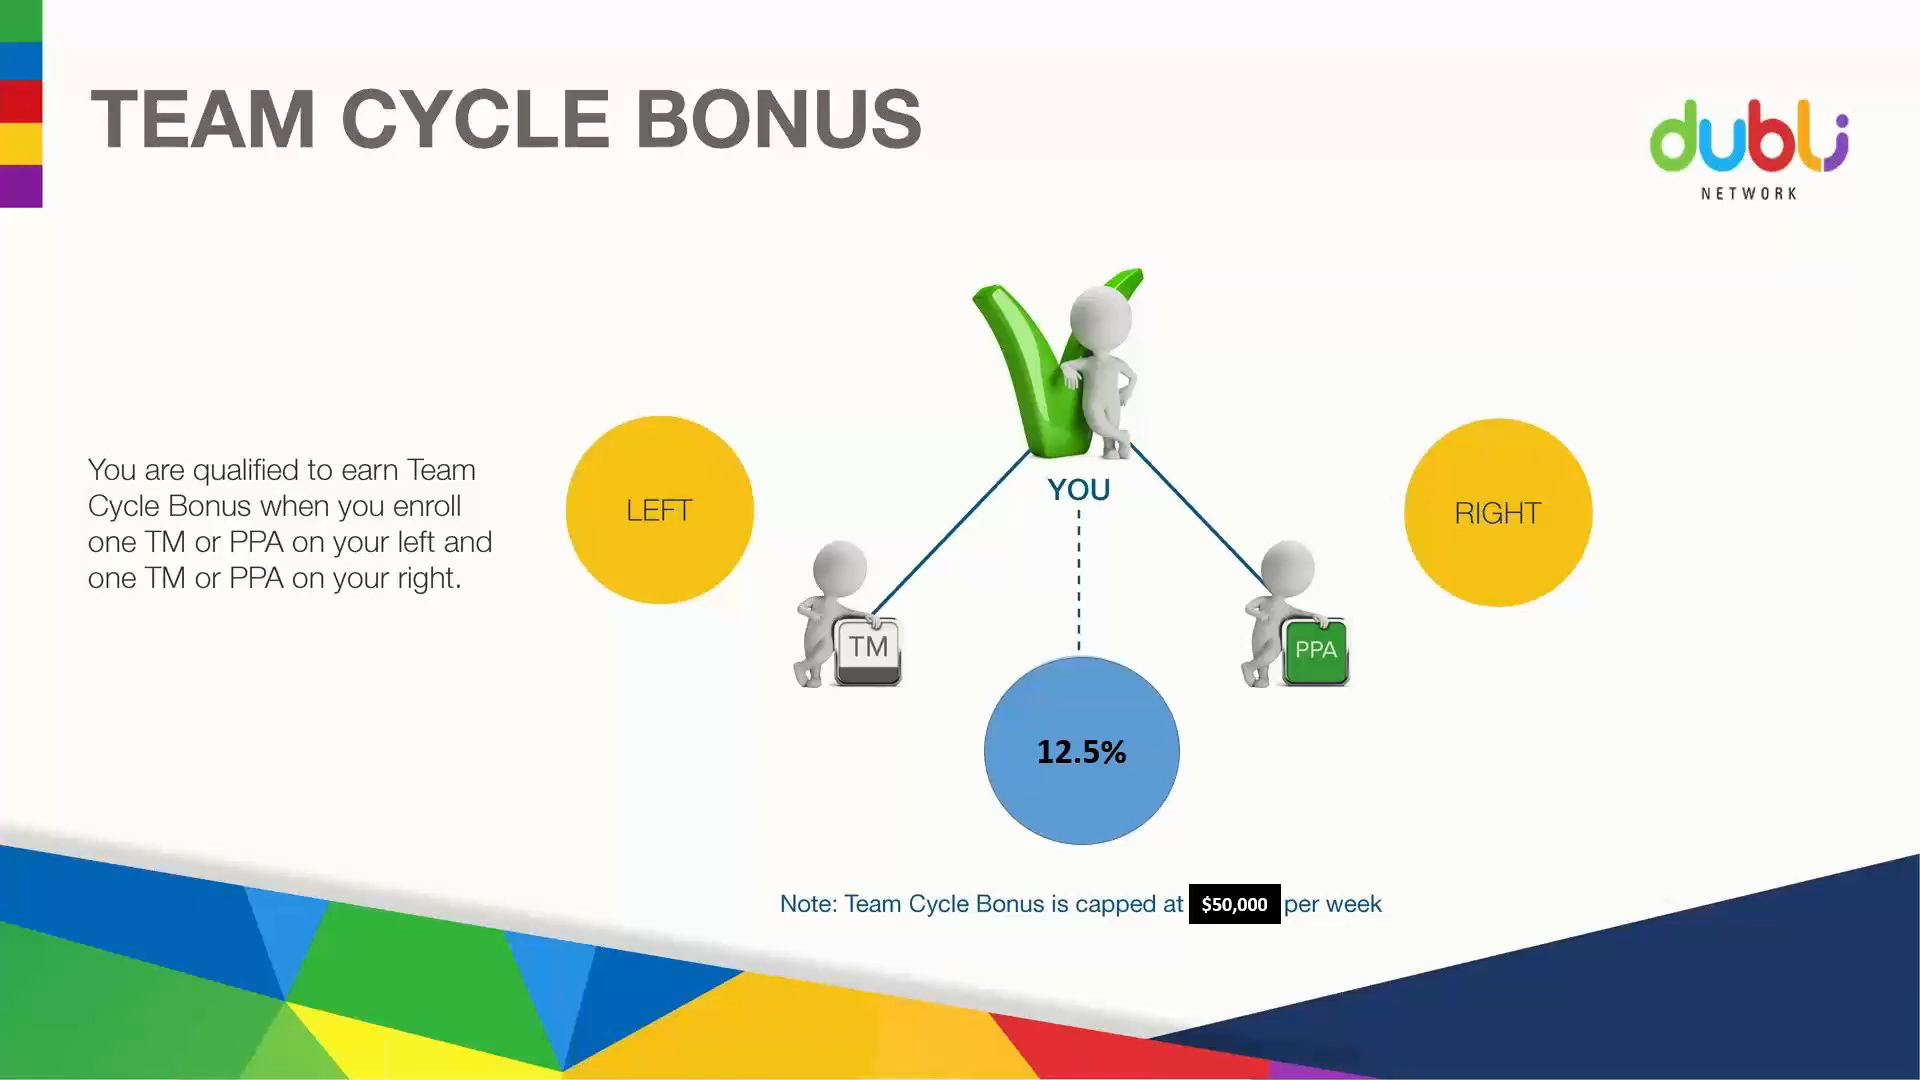 TEAM CYCLE BONUS
dubli
NETWORK
You are qualified to earn Team
Cycle Bonus when you enroll
one TM or PPA on your left and
one TM or PPA on your right.
LEFT
YOU
RIGHT
TM
PPA
12.5%
Note: Team Cycle Bonus is capped at $50,000 per week